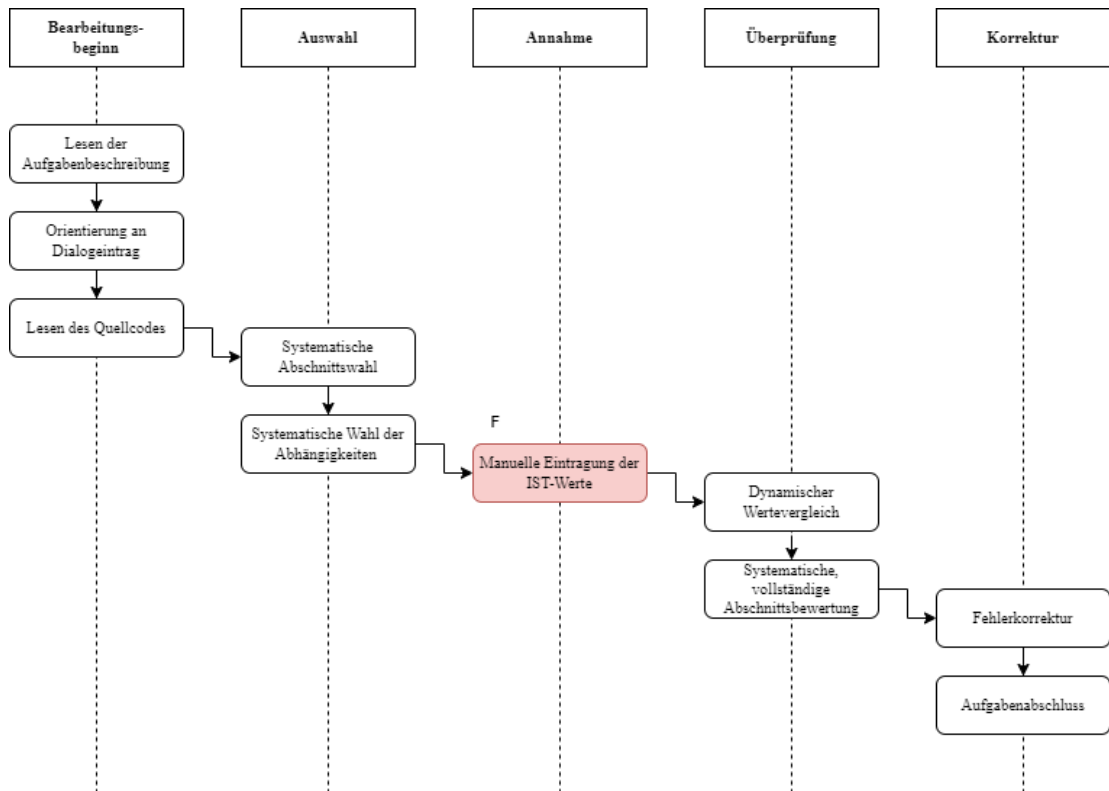 Bearbeitungs-
beginn
Auswahl
Annahme
Überprüfung
Korrektur
Lesen der
Aufgabenbeschreibung
Orientierung an
Dialogeintrag
Lesen des Quellcodes
Systematische
Abschnittswahl
Systematische Wahl der
Abhängigkeiten
F
Manuelle Eintragung der
IST-Werte
Dynamischer
Wertevergleich
Systematische,
vollständige
Abschnittsbewertung
Fehlerkorrektur
Aufgabenabschluss